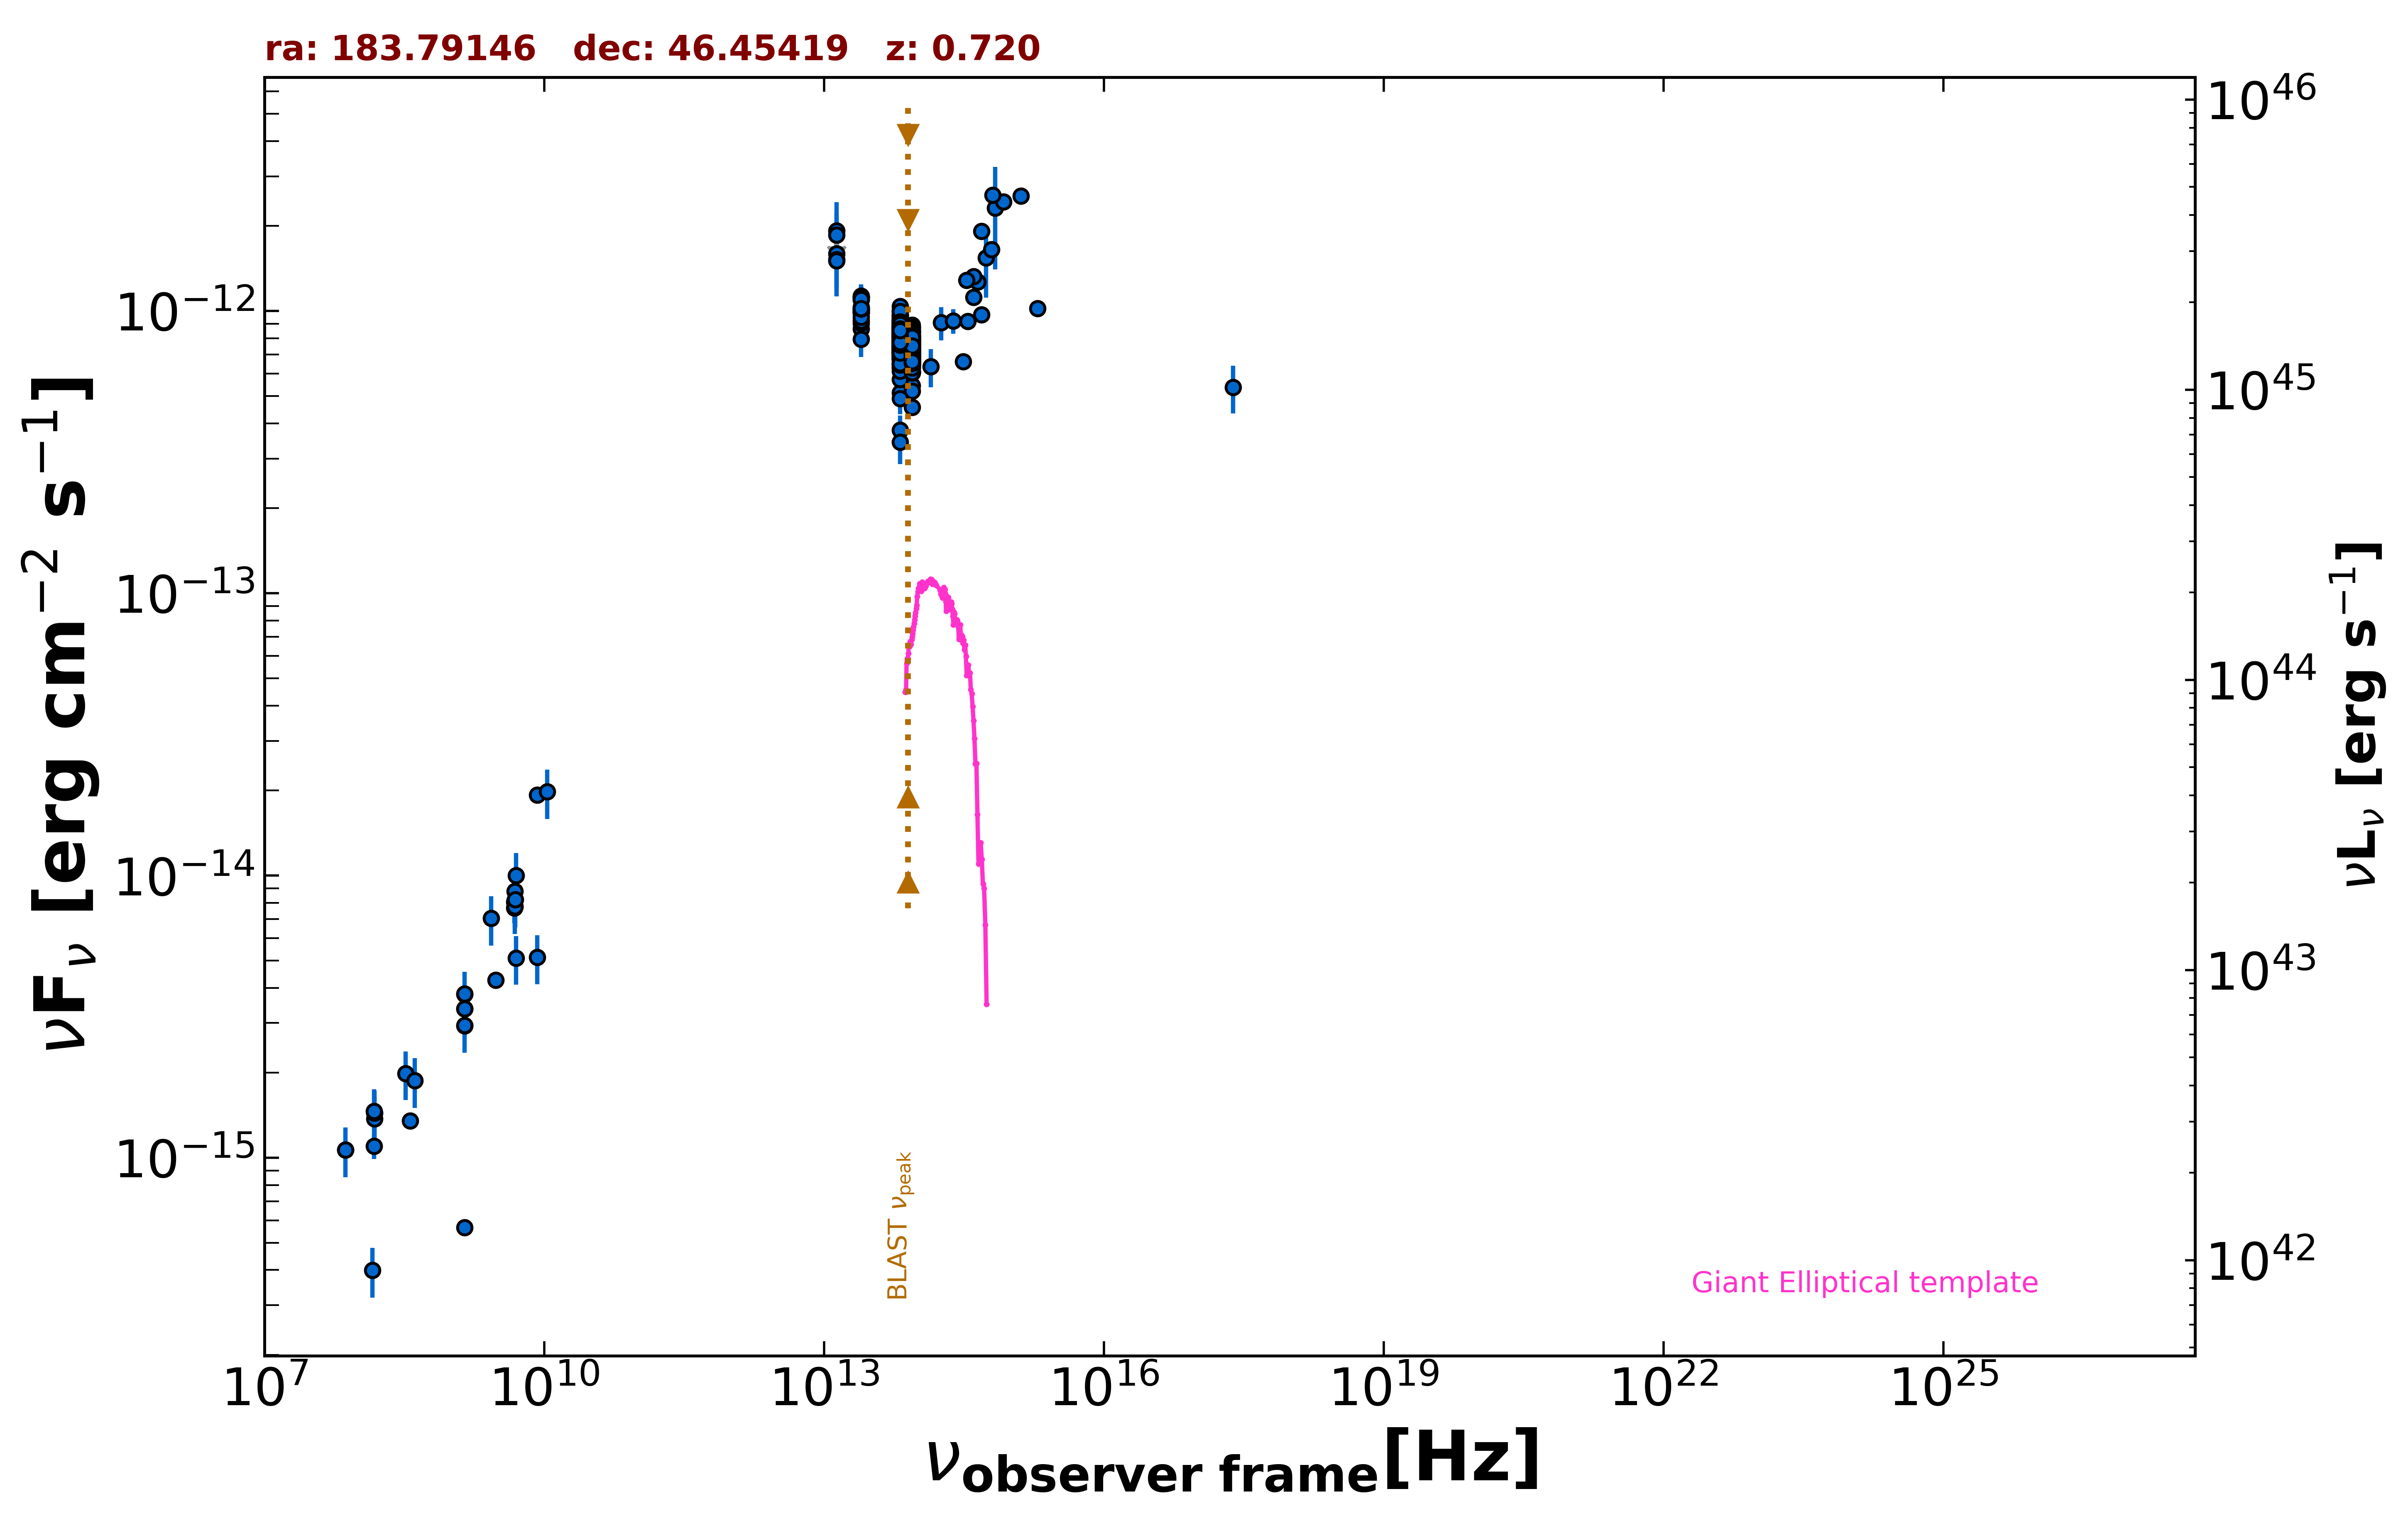 ra: 183.79146   dec: 46.45419   z: 0.720
νF_ν [erg cm^−2 s^−1]
10^−12
10^−13
10^−14
10^−15
10^46
10^45
10^44
10^43
10^42
νL_ν [erg s^−1]
BLAST ν_peak
Giant Elliptical template
10^7 10^10 10^13 10^16 10^19 10^22 10^25
ν_observer frame [Hz]